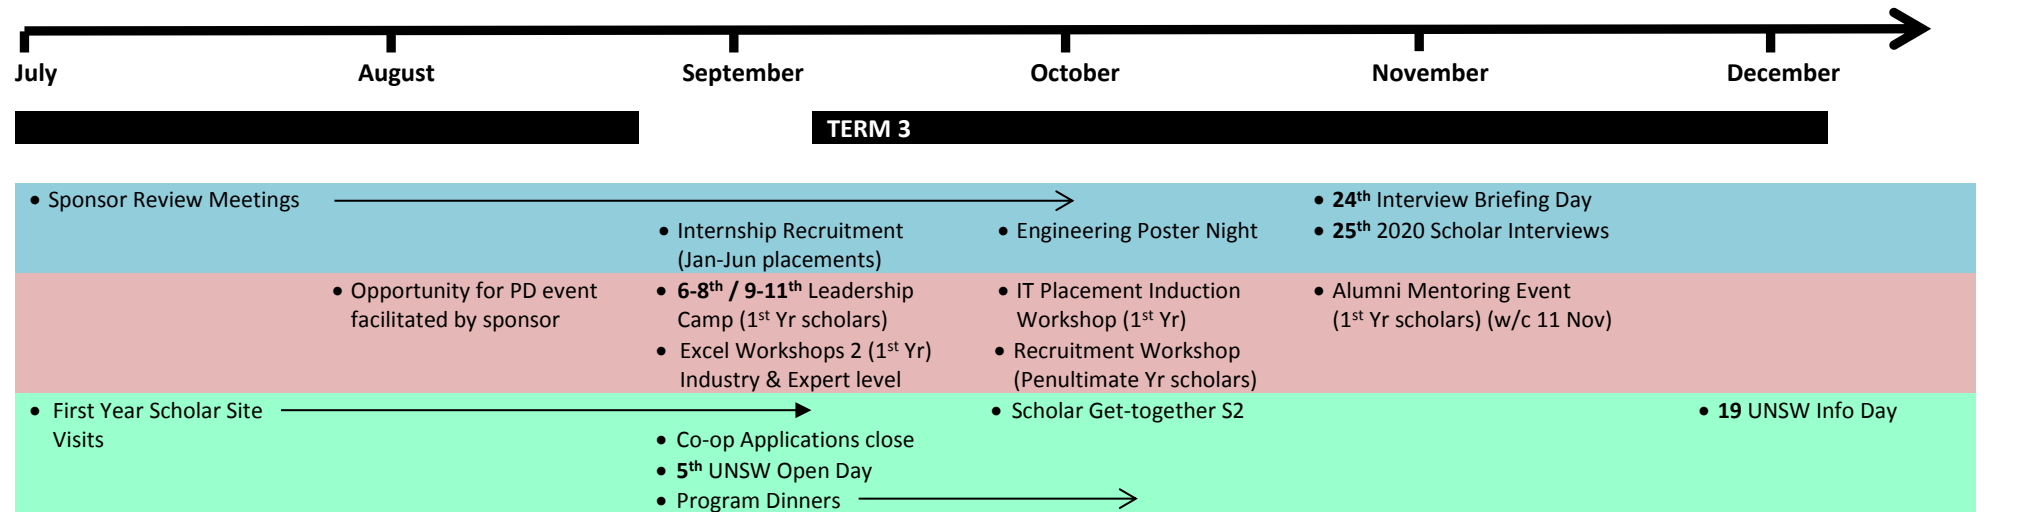 July August September October November December
TERM 3
• Sponsor Review Meetings • 24th Interview Briefing Day
• Internship Recruitment • Engineering Poster Night • 25th 2020 Scholar Interviews
(Jan-Jun placements)
• Opportunity for PD event • 6-8th / 9-11th Leadership • IT Placement Induction • Alumni Mentoring Event
facilitated by sponsor Camp (1st Yr scholars) Workshop (1st Yr) (1st Yr scholars) (w/c 11 Nov)
• Excel Workshops 2 (1st Yr) • Recruitment Workshop
Industry & Expert level (Penultimate Yr scholars)
• First Year Scholar Site • Scholar Get-together S2 • 19 UNSW Info Day
Visits • Co-op Applications close
• 5th UNSW Open Day
• Program Dinners